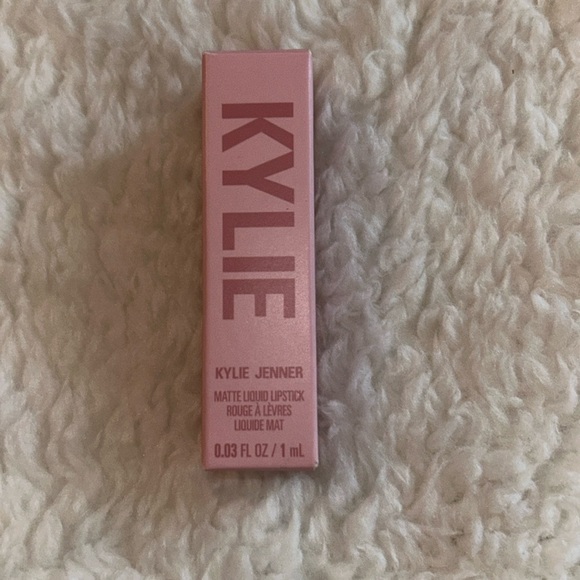 KYLIE
KYLIE JENNER
MATTE LIQUID LIPSTICK
ROUGE À LÈVRES
LIQUIDE MAT
0.03 FL OZ / 1 mL